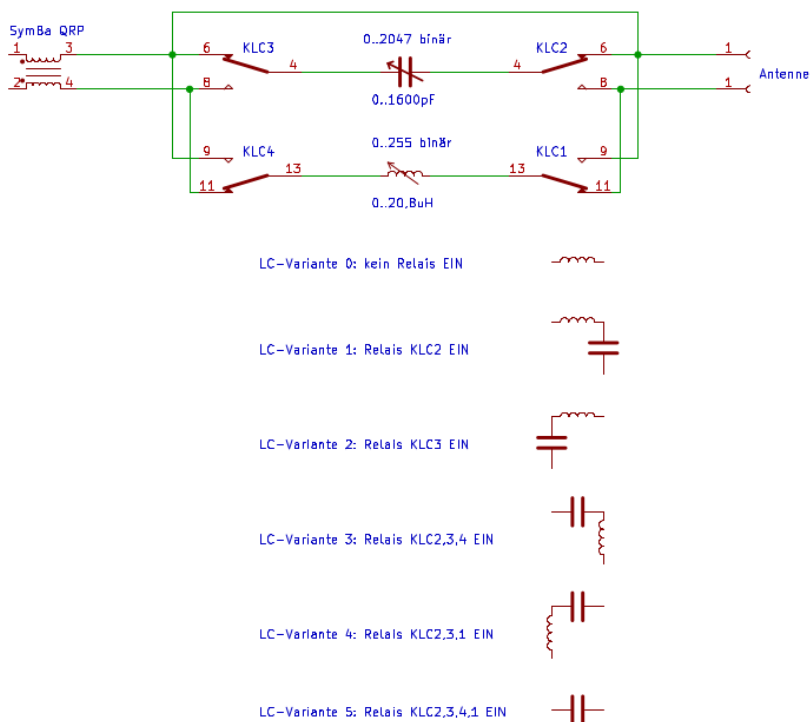 SymBa QRP
1 3
2 4
6 KLC3
4
8
0..2047 binär
0..1600pF
4
KLC2 6
8
1
1
Antenne
9 KLC4
11
13
0..255 binär
0..20,8uH
13
KLC1 9
11
LC-Variante 0: kein Relais EIN
LC-Variante 1: Relais KLC2 EIN
LC-Variante 2: Relais KLC3 EIN
LC-Variante 3: Relais KLC2,3,4 EIN
LC-Variante 4: Relais KLC2,3,1 EIN
LC-Variante 5: Relais KLC2,3,4,1 EIN